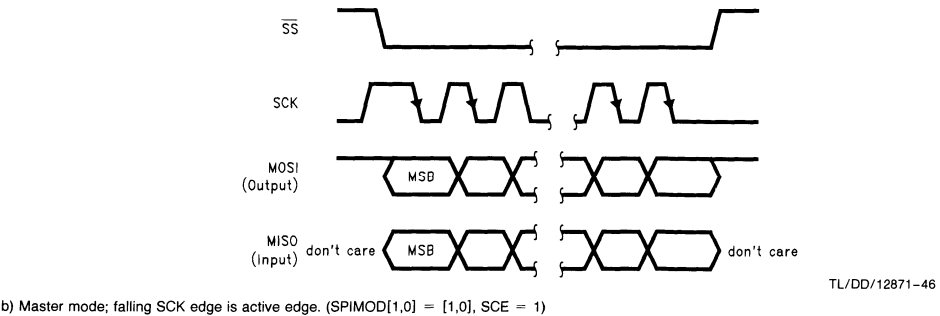 SS
SCK
MOSI
(Output)
MSB
MISO
(Input)
don't care
MSB
don't care
TL/DD/12871-46
b) Master mode; falling SCK edge is active edge. (SPIMOD[1,0] = [1,0], SCE = 1)